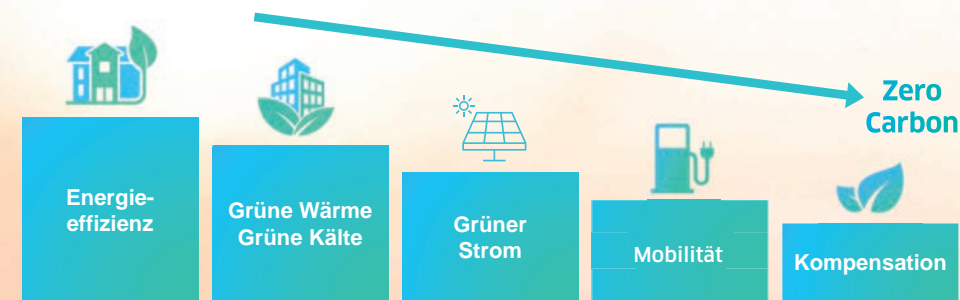 Zero
Carbon
Energie-
effizienz
Grüne Wärme
Grüne Kälte
Grüner
Strom
Mobilität
Kompensation